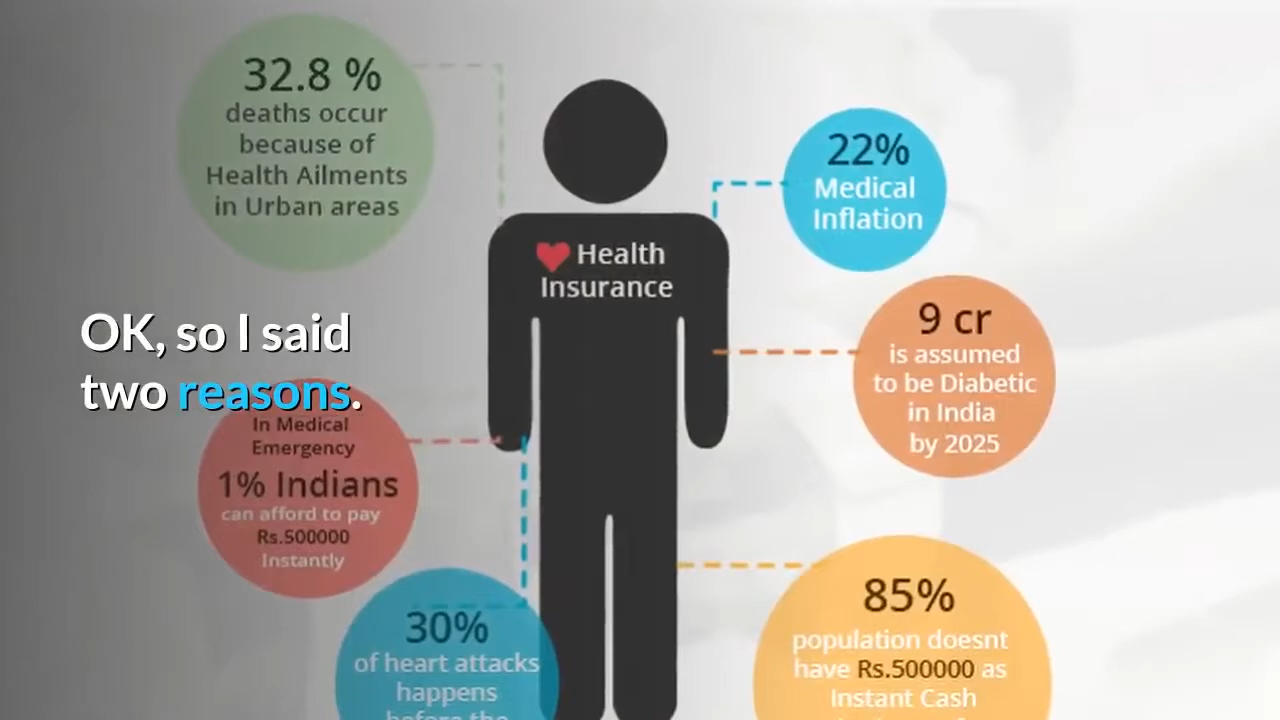 32.8 %
deaths occur
because of
Health Ailments
in Urban areas
22%
Medical
Inflation
Health
Insurance
9 cr
is assumed
to be Diabetic
in India
by 2025
OK, so I said
two reasons.
In Medical
Emergency
1% Indians
can afford to pay
Rs.500000
Instantly
30%
of heart attacks
happens
before the
85%
population doesnt
have Rs.500000 as
Instant Cash